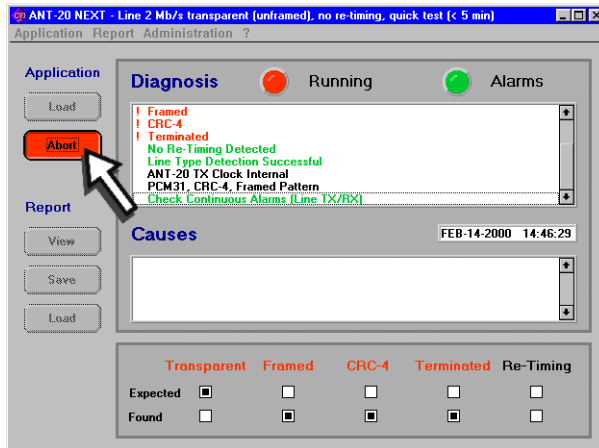 ANT-20 NEXT - Line 2 Mb/s transparent (unframed), no re-timing, quick test (< 5 min)
Application Report Administration ?
Application
Load
Abort
Report
View
Save
Load
Diagnosis Running Alarms
! Framed
! CRC-4
! Terminated
No Re-Timing Detected
Line Type Detection Successful
ANT-20 TX Clock Internal
PCM31, CRC-4, Framed Pattern
Check Continuous Alarms (Line TX/RX)
Causes FEB-14-2000 14:46:29
Transparent Framed CRC-4 Terminated Re-Timing
Expected
Found